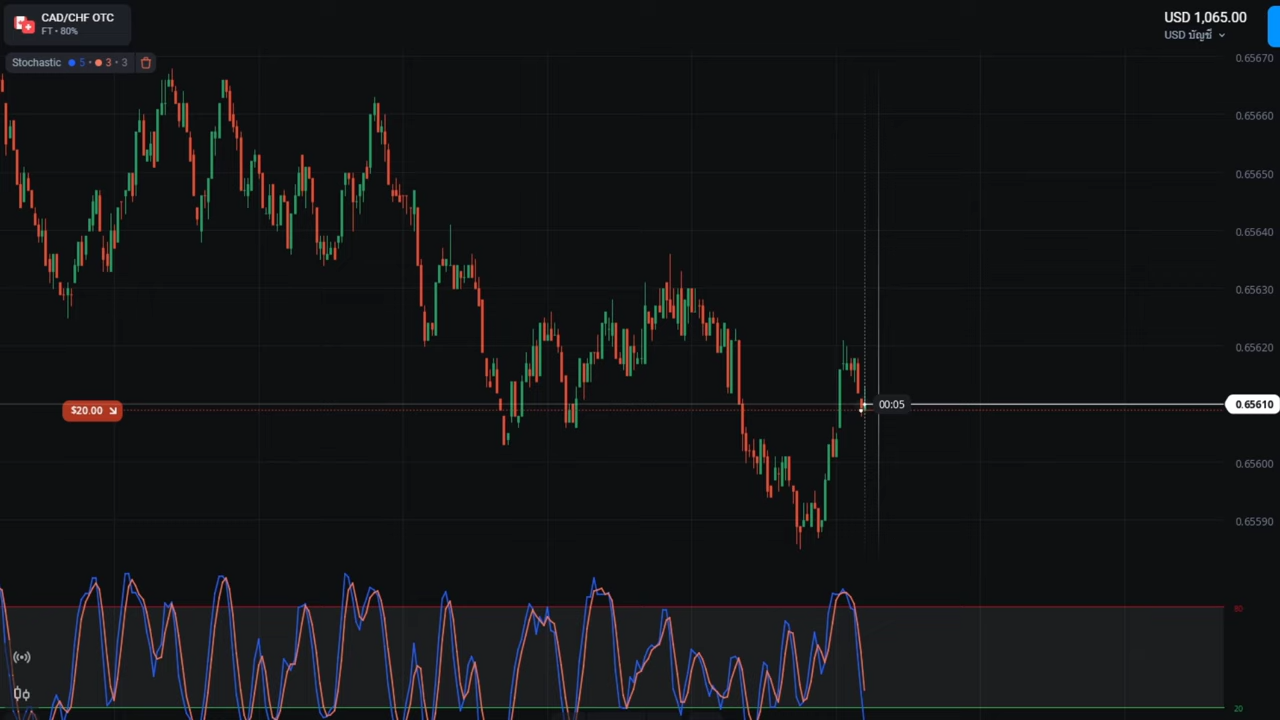 CAD/CHF OTC
FT • 80%
USD 1,065.00
USD บัญชี
Stochastic 5 • 3 • 3
0.65670
0.65660
0.65650
0.65640
0.65630
0.65620
$20.00
00:05
0.65610
0.65600
0.65590
80
20